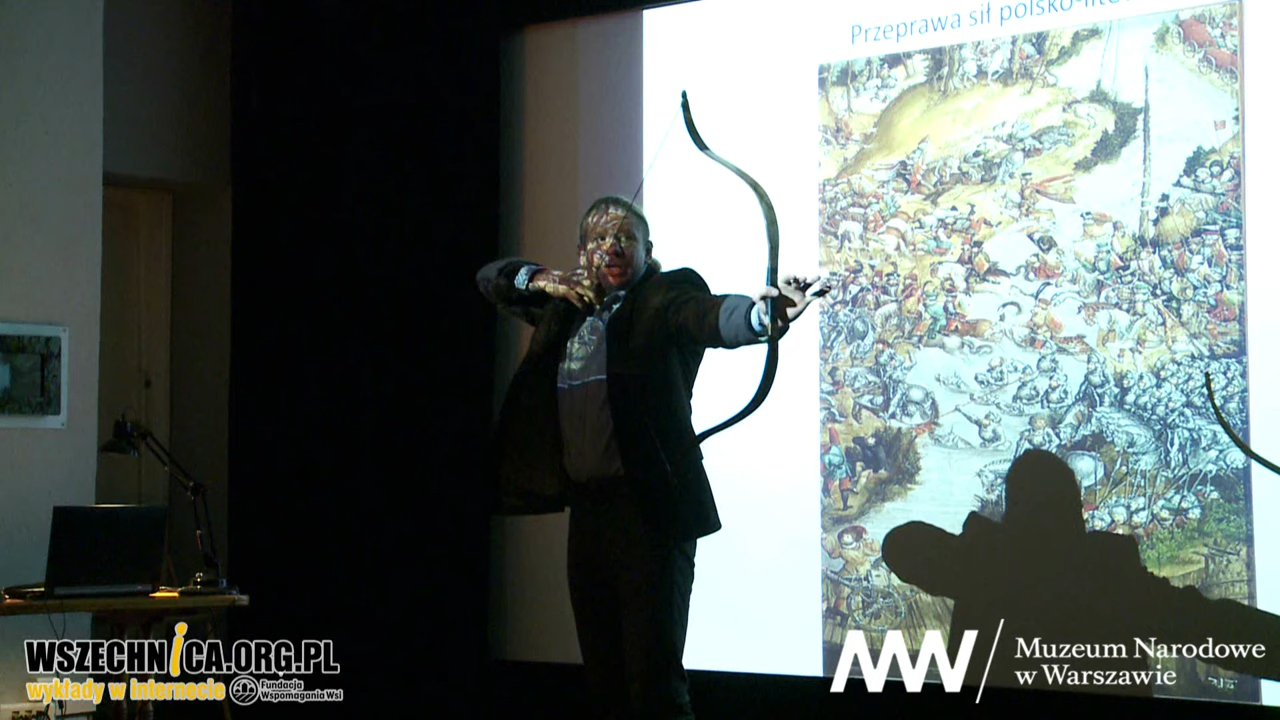 Przeprawa sił polsko-
WSZECHNICA.ORG.PL
wykłady w internecie
Fundacja
Wspomagania Wsi
Muzeum Narodowe
w Warszawie